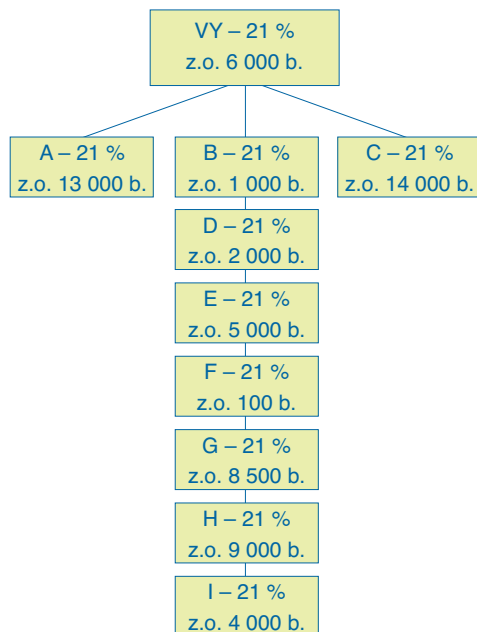 VY – 21 %
z.o. 6 000 b.
A – 21 %
z.o. 13 000 b.
B – 21 %
z.o. 1 000 b.
C – 21 %
z.o. 14 000 b.
D – 21 %
z.o. 2 000 b.
E – 21 %
z.o. 5 000 b.
F – 21 %
z.o. 100 b.
G – 21 %
z.o. 8 500 b.
H – 21 %
z.o. 9 000 b.
I – 21 %
z.o. 4 000 b.